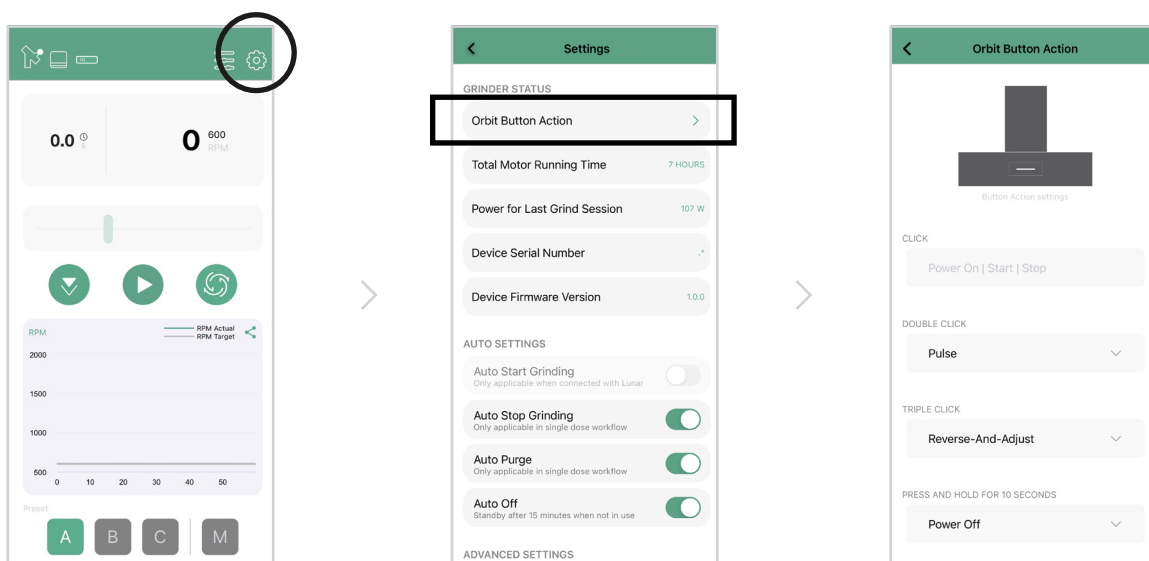 0.0
0
600
RPM
RPM
RPM Actual
RPM Target
2000
1500
1000
500
0 10 20 30 40 50
Preset
A B C M
Settings
GRINDER STATUS
Orbit Button Action
Total Motor Running Time 7 HOURS
Power for Last Grind Session 107 W
Device Serial Number
Device Firmware Version 1.0.0
AUTO SETTINGS
Auto Start Grinding
Only applicable when connected with Lunar
Auto Stop Grinding
Only applicable in single dose workflow
Auto Purge
Only applicable in single dose workflow
Auto Off
Standby after 15 minutes when not in use
ADVANCED SETTINGS
Orbit Button Action
Button Action settings
CLICK
Power On | Start | Stop
DOUBLE CLICK
Pulse
TRIPLE CLICK
Reverse-And-Adjust
PRESS AND HOLD FOR 10 SECONDS
Power Off